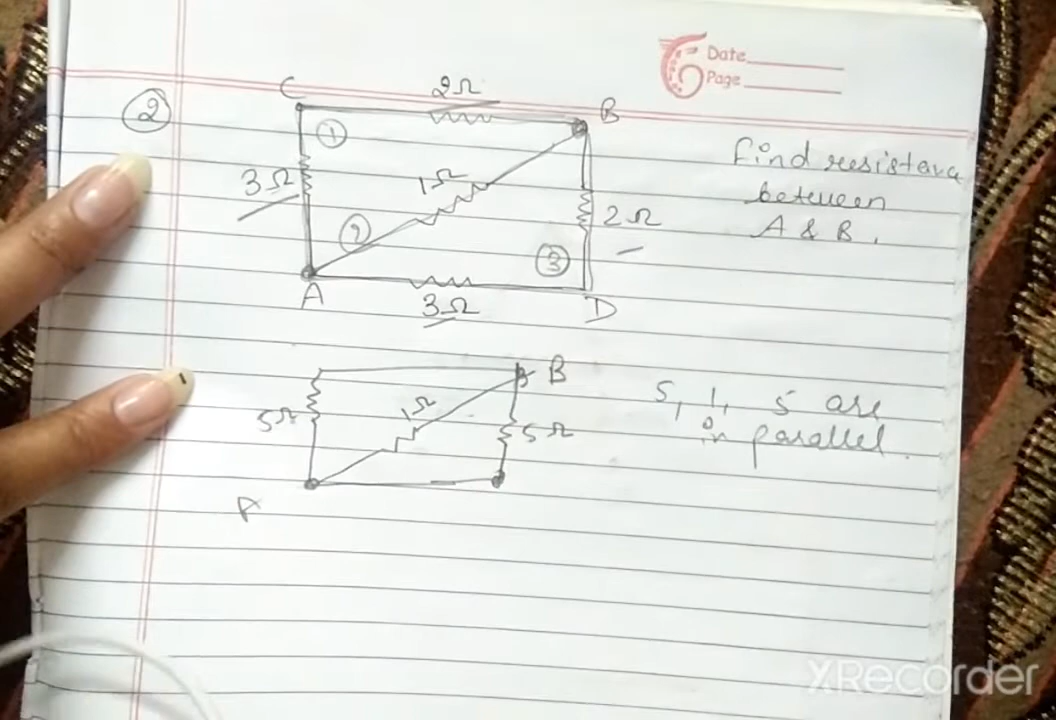 Date
Page
②
C
2Ω
B
①
3Ω
1Ω
②
2Ω
③
A
3Ω
D
find resistance
between
A & B.
B
5Ω
1Ω
5Ω
A
5, 1, 5 are
in parallel.
XRecorder